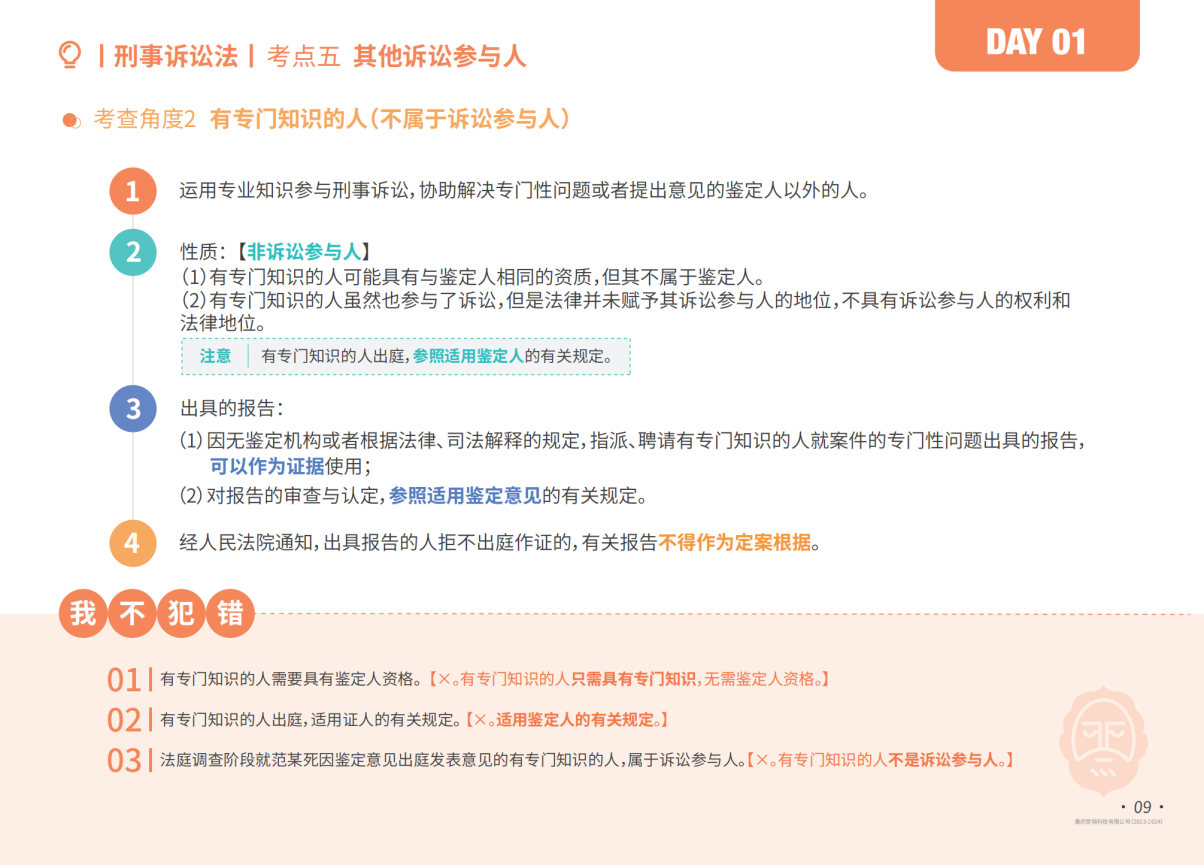 刑事诉讼法 考点五 其他诉讼参与人
DAY 01
考查角度2 有专门知识的人（不属于诉讼参与人）
1 运用专业知识参与刑事诉讼，协助解决专门性问题或者提出意见的鉴定人以外的人。
2 性质：【非诉讼参与人】
（1）有专门知识的人可能具有与鉴定人相同的资质，但其不属于鉴定人。
（2）有专门知识的人虽然也参与了诉讼，但是法律并未赋予其诉讼参与人的地位，不具有诉讼参与人的权利和
法律地位。
注意 有专门知识的人出庭，参照适用鉴定人的有关规定。
3 出具的报告：
（1）因无鉴定机构或者根据法律、司法解释的规定，指派、聘请有专门知识的人就案件的专门性问题出具的报告，
可以作为证据使用；
（2）对报告的审查与认定，参照适用鉴定意见的有关规定。
4 经人民法院通知，出具报告的人拒不出庭作证的，有关报告不得作为定案根据。
我不犯错
01 有专门知识的人需要具有鉴定人资格。【×。有专门知识的人只需具有专门知识，无需鉴定人资格。】
02 有专门知识的人出庭，适用证人的有关规定。【×。适用鉴定人的有关规定。】
03 法庭调查阶段就范某死因鉴定意见出庭发表意见的有专门知识的人，属于诉讼参与人。【×。有专门知识的人不是诉讼参与人。】
• 09 •